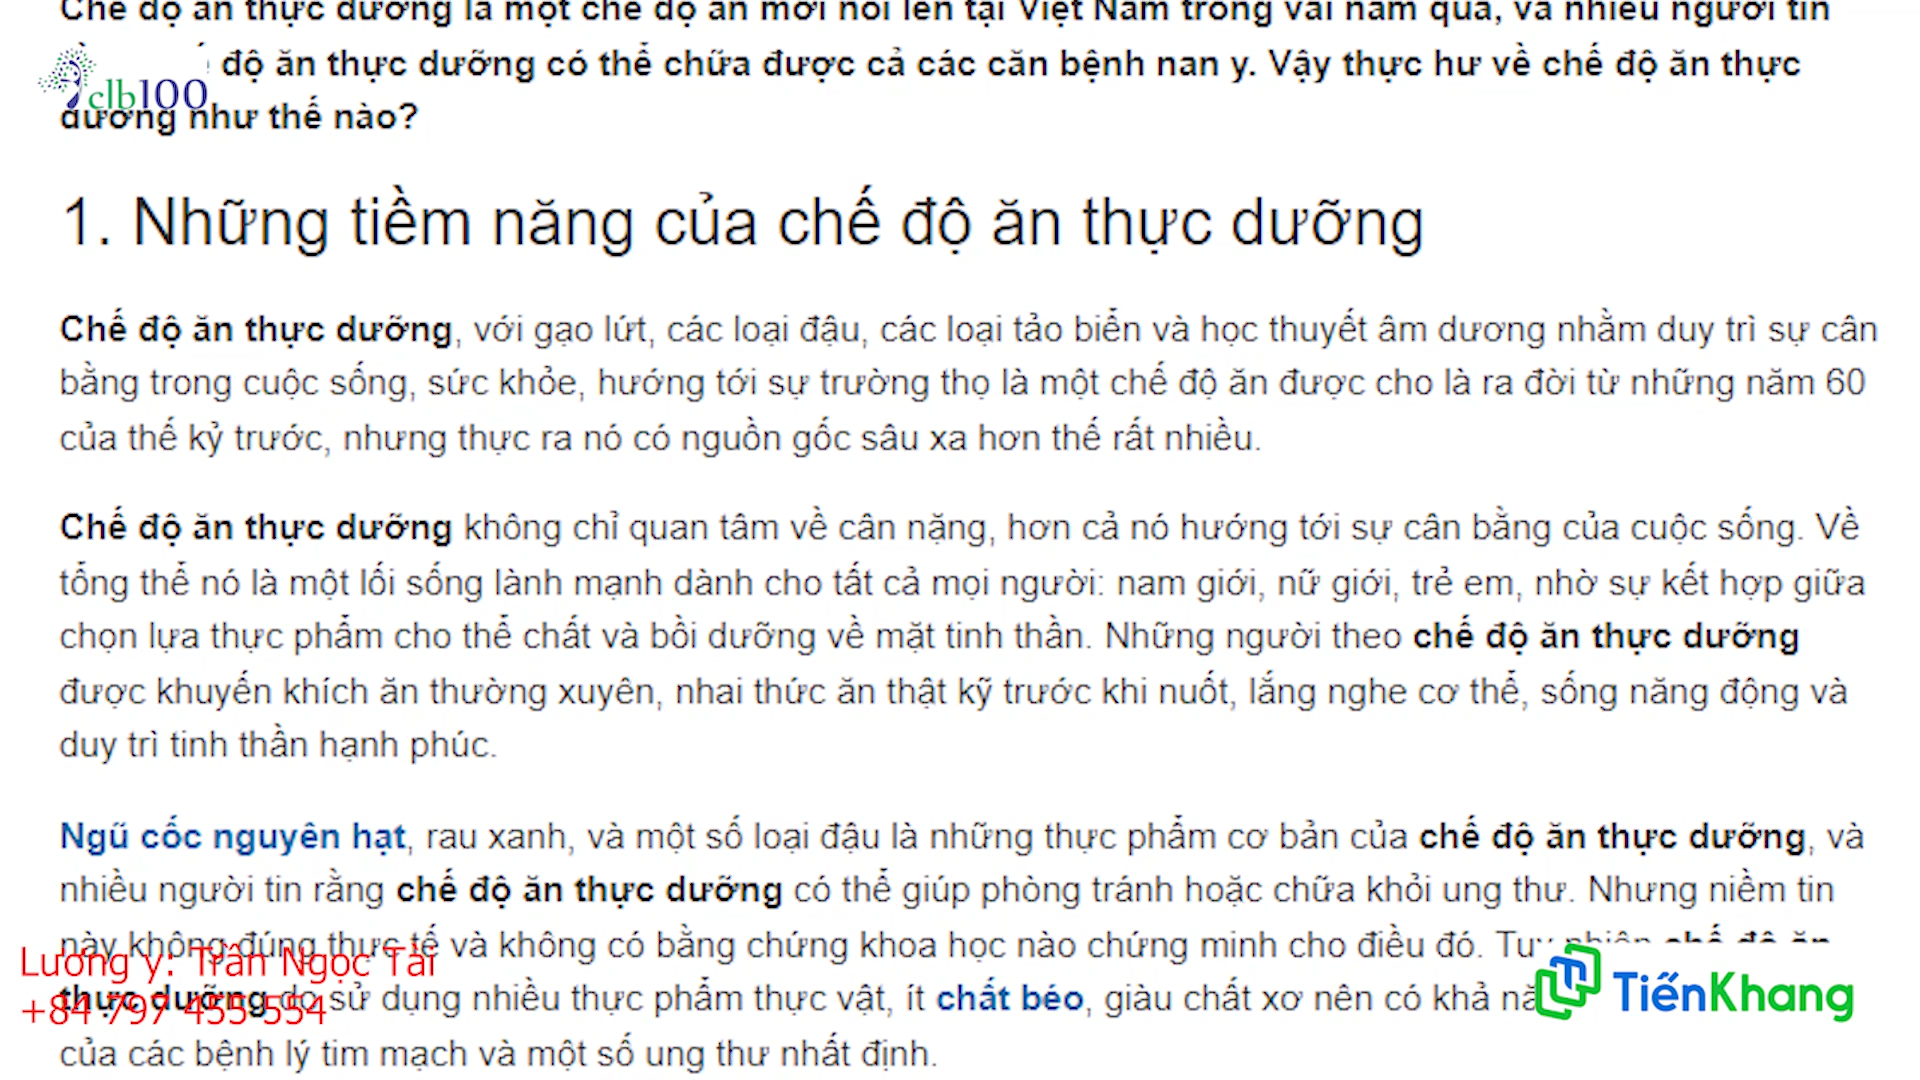 Chế độ ăn thực dưỡng là một chế độ ăn mới nổi lên tại Việt Nam trong vài năm qua, và nhiều người tin
độ ăn thực dưỡng có thể chữa được cả các căn bệnh nan y. Vậy thực hư về chế độ ăn thực
clb100
dưỡng như thế nào?
1. Những tiềm năng của chế độ ăn thực dưỡng
Chế độ ăn thực dưỡng, với gạo lứt, các loại đậu, các loại tảo biển và học thuyết âm dương nhằm duy trì sự cân
bằng trong cuộc sống, sức khỏe, hướng tới sự trường thọ là một chế độ ăn được cho là ra đời từ những năm 60
của thế kỷ trước, nhưng thực ra nó có nguồn gốc sâu xa hơn thế rất nhiều.
Chế độ ăn thực dưỡng không chỉ quan tâm về cân nặng, hơn cả nó hướng tới sự cân bằng của cuộc sống. Về
tổng thể nó là một lối sống lành mạnh dành cho tất cả mọi người: nam giới, nữ giới, trẻ em, nhờ sự kết hợp giữa
chọn lựa thực phẩm cho thể chất và bồi dưỡng về mặt tinh thần. Những người theo chế độ ăn thực dưỡng
được khuyến khích ăn thường xuyên, nhai thức ăn thật kỹ trước khi nuốt, lắng nghe cơ thể, sống năng động và
duy trì tinh thần hạnh phúc.
Ngũ cốc nguyên hạt, rau xanh, và một số loại đậu là những thực phẩm cơ bản của chế độ ăn thực dưỡng, và
nhiều người tin rằng chế độ ăn thực dưỡng có thể giúp phòng tránh hoặc chữa khỏi ung thư. Nhưng niềm tin
này không đúng thực tế và không có bằng chứng khoa học nào chứng minh cho điều đó. Tuy nhiên chế độ ăn
Lương y: Trần Ngọc Tài
thực dưỡng do sử dụng nhiều thực phẩm thực vật, ít chất béo, giàu chất xơ nên có khả
+84 797 455 554
TiếnKhang
của các bệnh lý tim mạch và một số ung thư nhất định.